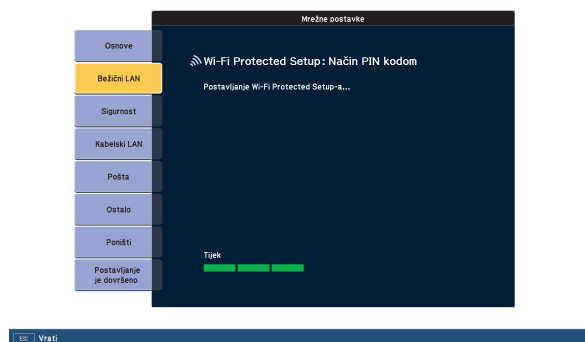 Mrežne postavke
Osnove
Bežični LAN
Sigurnost
Kabelski LAN
Pošta
Ostalo
Poništi
Postavljanje
je dovršeno
Wi-Fi Protected Setup: Način PIN kodom
Postavljanje Wi-Fi Protected Setup-a...
Tijek
Esc Vrati